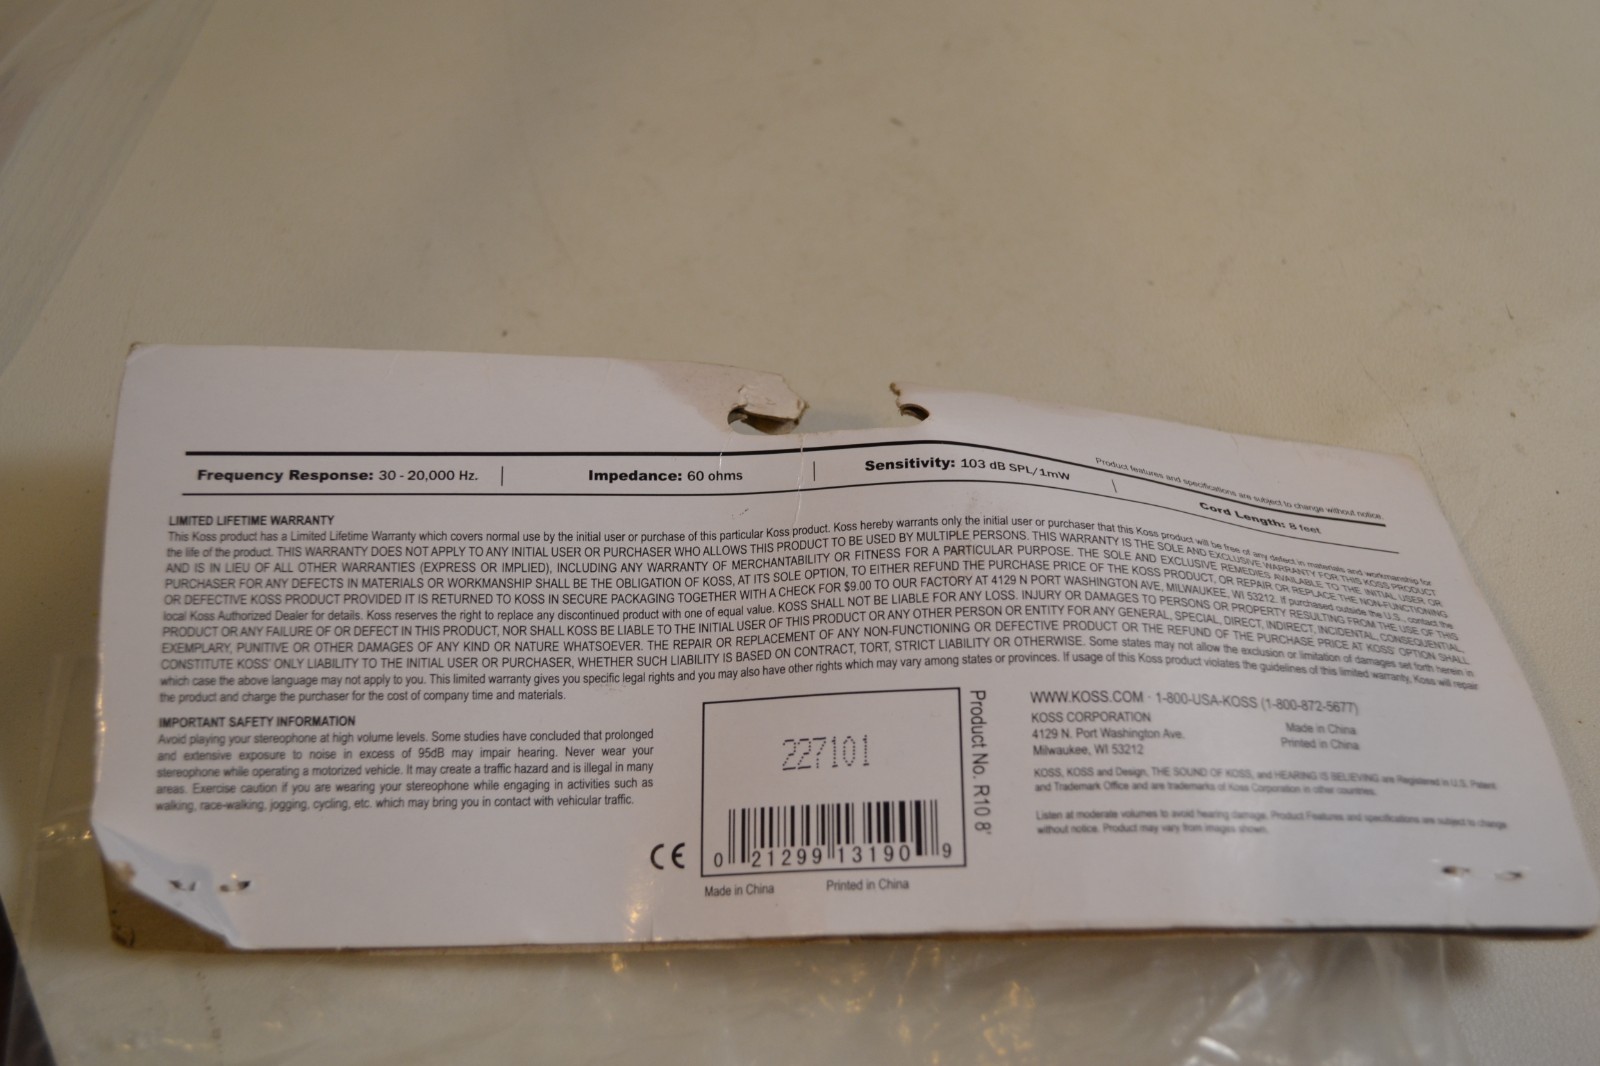 Frequency Response: 30 - 20,000 Hz. | Impedance: 60 ohms | Sensitivity: 103 dB SPL/1mW | Cord Length: 8 feet
Product features and specifications are subject to change without notice.
LIMITED LIFETIME WARRANTY
This Koss product has a Limited Lifetime Warranty which covers normal use by the initial user or purchase of this particular Koss product. Koss hereby warrants only the initial user or purchaser that this Koss product will be free of any defect in materials and workmanship for
the life of the product. THIS WARRANTY DOES NOT APPLY TO ANY INITIAL USER OR PURCHASER WHO ALLOWS THIS PRODUCT TO BE USED BY MULTIPLE PERSONS. THIS WARRANTY IS THE SOLE AND EXCLUSIVE WARRANTY FOR THIS KOSS PRODUCT
AND IS IN LIEU OF ALL OTHER WARRANTIES (EXPRESS OR IMPLIED), INCLUDING ANY WARRANTY OF MERCHANTABILITY OR FITNESS FOR A PARTICULAR PURPOSE. THE SOLE AND EXCLUSIVE REMEDIES AVAILABLE TO THE INITIAL USER OR
PURCHASER FOR ANY DEFECTS IN MATERIALS OR WORKMANSHIP SHALL BE THE OBLIGATION OF KOSS, AT ITS SOLE OPTION, TO EITHER REFUND THE PURCHASE PRICE OF THE KOSS PRODUCT, OR REPAIR OR REPLACE THE NON-FUNCTIONING
OR DEFECTIVE KOSS PRODUCT PROVIDED IT IS RETURNED TO KOSS IN SECURE PACKAGING TOGETHER WITH A CHECK FOR $9.00 TO OUR FACTORY AT 4129 N PORT WASHINGTON AVE, MILWAUKEE, WI 53212. If purchased outside the U.S., contact the
local Koss Authorized Dealer for details. Koss reserves the right to replace any discontinued product with one of equal value. KOSS SHALL NOT BE LIABLE FOR ANY LOSS. INJURY OR DAMAGES TO PERSONS OR PROPERTY RESULTING FROM THE USE OF THIS
PRODUCT OR ANY FAILURE OF OR DEFECT IN THIS PRODUCT, NOR SHALL KOSS BE LIABLE TO THE INITIAL USER OF THIS PRODUCT OR ANY OTHER PERSON OR ENTITY FOR ANY GENERAL, SPECIAL, DIRECT, INDIRECT, INCIDENTAL, CONSEQUENTIAL,
EXEMPLARY, PUNITIVE OR OTHER DAMAGES OF ANY KIND OR NATURE WHATSOEVER. THE REPAIR OR REPLACEMENT OF ANY NON-FUNCTIONING OR DEFECTIVE PRODUCT OR THE REFUND OF THE PURCHASE PRICE AT KOSS' OPTION SHALL
CONSTITUTE KOSS' ONLY LIABILITY TO THE INITIAL USER OR PURCHASER, WHETHER SUCH LIABILITY IS BASED ON CONTRACT, TORT, STRICT LIABILITY OR OTHERWISE. Some states may not allow the exclusion or limitation of damages set forth herein in
which case the above language may not apply to you. This limited warranty gives you specific legal rights and you may also have other rights which may vary among states or provinces. If usage of this Koss product violates the guidelines of this limited warranty, Koss will repair
the product and charge the purchaser for the cost of company time and materials.
IMPORTANT SAFETY INFORMATION
Avoid playing your stereophone at high volume levels. Some studies have concluded that prolonged
and extensive exposure to noise in excess of 95dB may impair hearing. Never wear your
stereophone while operating a motorized vehicle. It may create a traffic hazard and is illegal in many
areas. Exercise caution if you are wearing your stereophone while engaging in activities such as
walking, race-walking, jogging, cycling, etc. which may bring you in contact with vehicular traffic.
CE
227101
0 21299 13190 9
Made in China Printed in China
Product No. R10 8'
WWW.KOSS.COM · 1-800-USA-KOSS (1-800-872-5677)
KOSS CORPORATION
4129 N. Port Washington Ave.
Milwaukee, WI 53212
Made in China
Printed in China
KOSS, KOSS and Design, THE SOUND OF KOSS, and HEARING IS BELIEVING are Registered in U.S. Patent
and Trademark Office and are trademarks of Koss Corporation in other countries.
Listen at moderate volumes to avoid hearing damage. Product Features and specifications are subject to change
without notice. Product may vary from images shown.